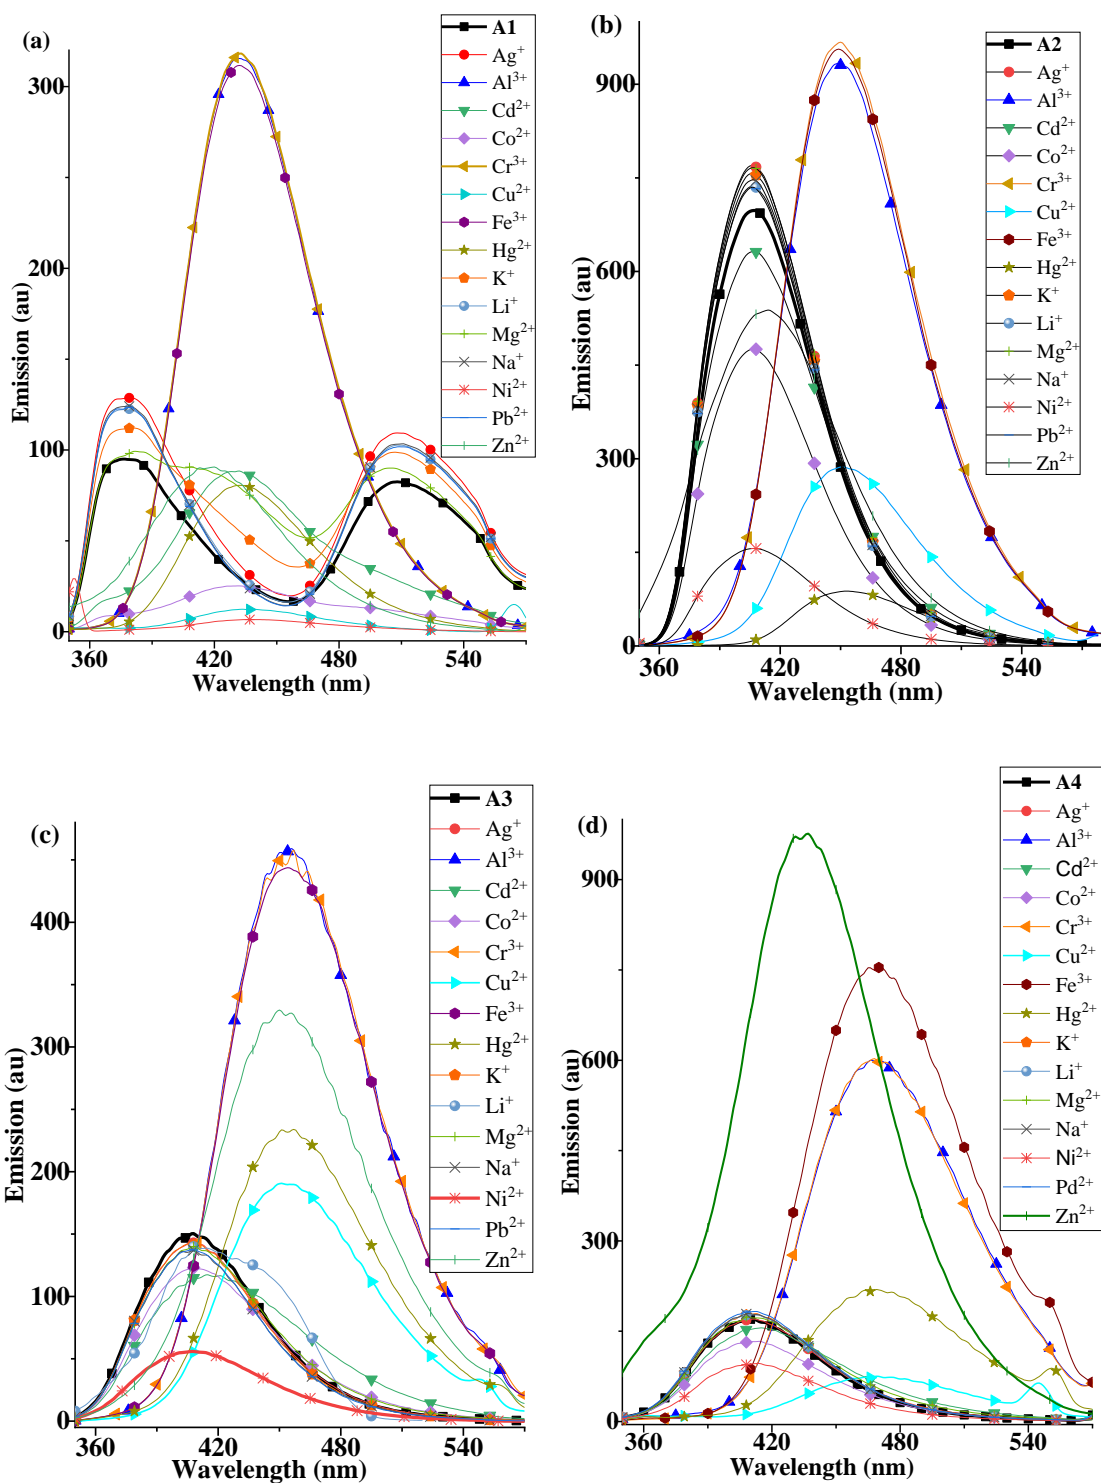 (a)
A1
Ag+
Al3+
Cd2+
Co2+
Cr3+
Cu2+
Fe3+
Hg2+
K+
Li+
Mg2+
Na+
Ni2+
Pb2+
Zn2+
Emission (au)
300
200
100
0
360 420 480 540
Wavelength (nm)
(b)
A2
Ag+
Al3+
Cd2+
Co2+
Cr3+
Cu2+
Fe3+
Hg2+
K+
Li+
Mg2+
Na+
Ni2+
Pb2+
Zn2+
Emission (au)
900
600
300
0
360 420 480 540
Wavelength (nm)
(c)
A3
Ag+
Al3+
Cd2+
Co2+
Cr3+
Cu2+
Fe3+
Hg2+
K+
Li+
Mg2+
Na+
Ni2+
Pb2+
Zn2+
Emission (au)
400
300
200
100
0
360 420 480 540
Wavelength (nm)
(d)
A4
Ag+
Al3+
Cd2+
Co2+
Cr3+
Cu2+
Fe3+
Hg2+
K+
Li+
Mg2+
Na+
Ni2+
Pd2+
Zn2+
Emission (au)
900
600
300
0
360 420 480 540
Wavelength (nm)